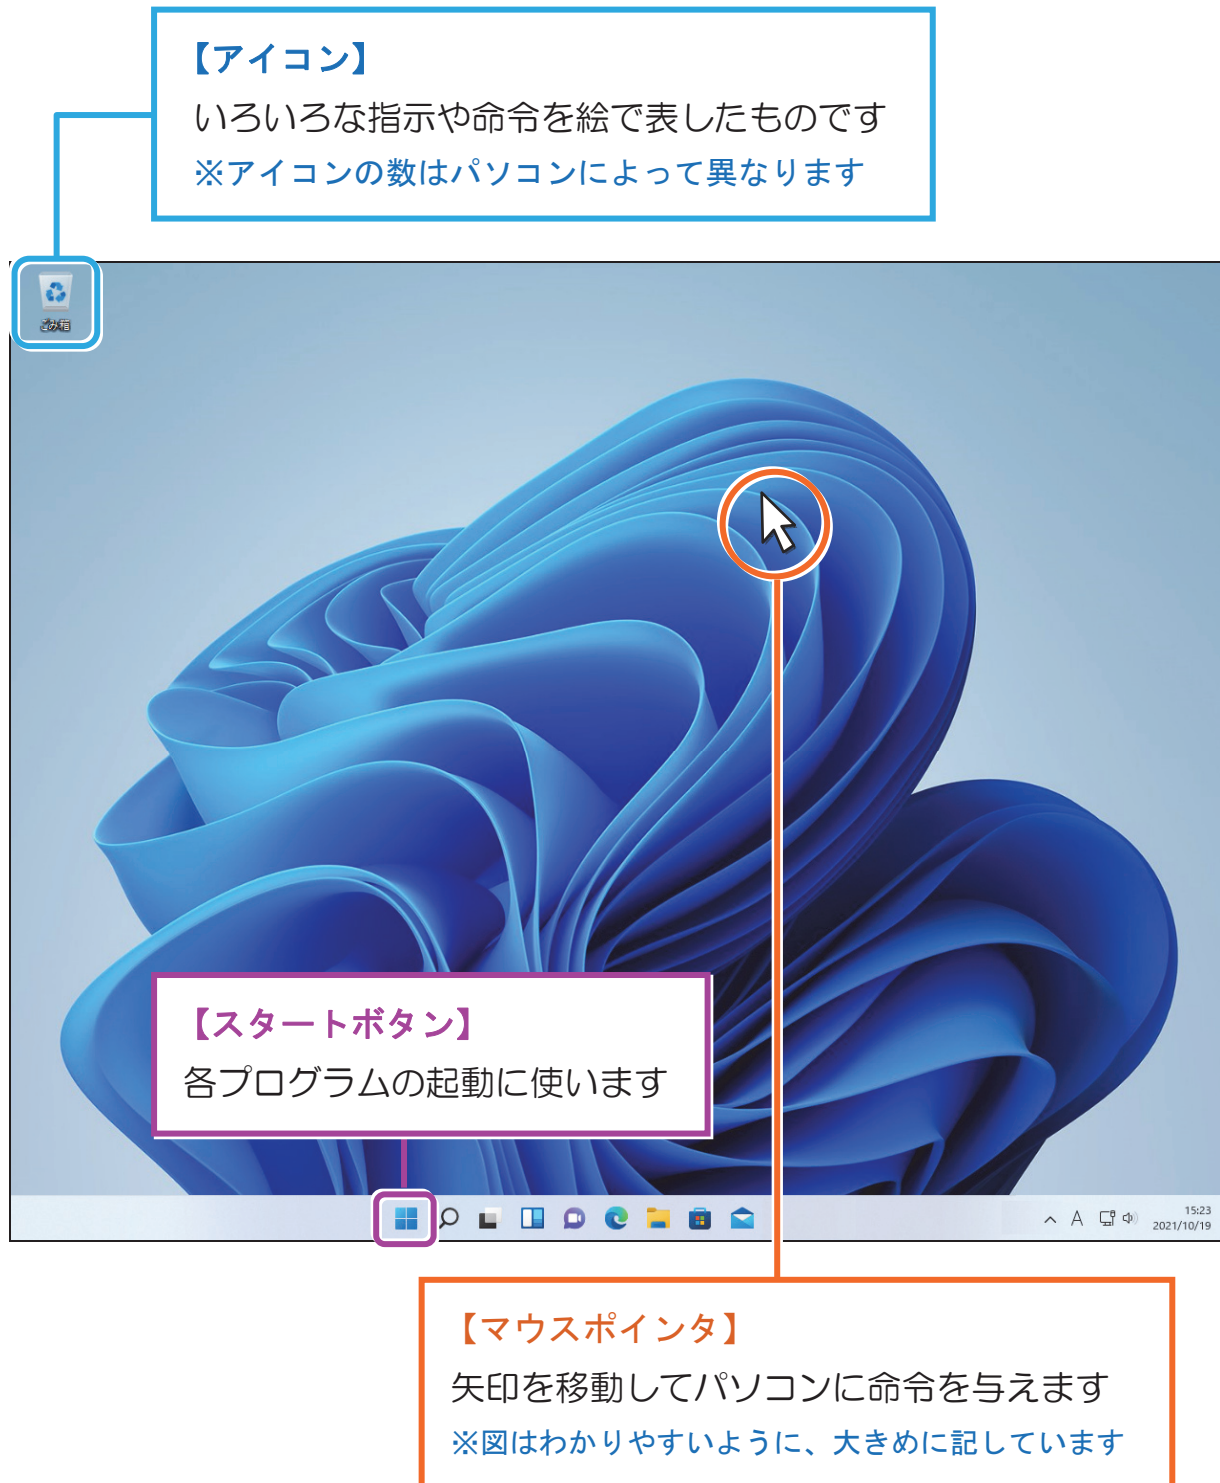 【アイコン】
いろいろな指示や命令を絵で表したものです
※アイコンの数はパソコンによって異なります
ごみ箱
【スタートボタン】
各プログラムの起動に使います
A
15:23
2021/10/19
【マウスポインタ】
矢印を移動してパソコンに命令を与えます
※図はわかりやすいように、大きめに記しています